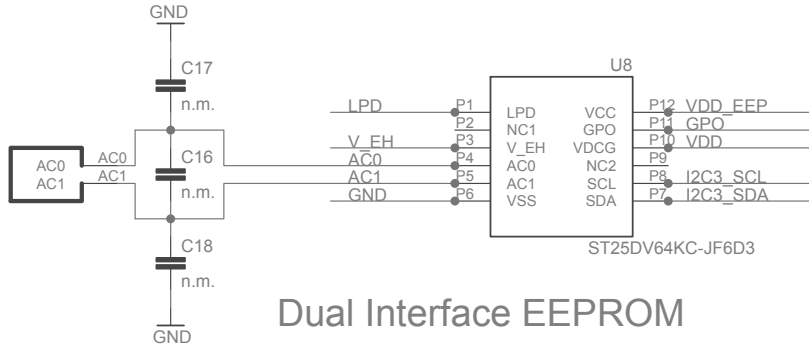 GND
C17
n.m.
AC0
AC1
AC0
AC1
C16
n.m.
C18
n.m.
GND
LPD
V_EH
AC0
AC1
GND
P1
P2
P3
P4
P5
P6
U8
LPD
NC1
V_EH
AC0
AC1
VSS
VCC
GPO
VDCG
NC2
SCL
SDA
P12
P11
P10
P9
P8
P7
VDD_EEP
GPO
VDD
I2C3_SCL
I2C3_SDA
ST25DV64KC-JF6D3
Dual Interface EEPROM